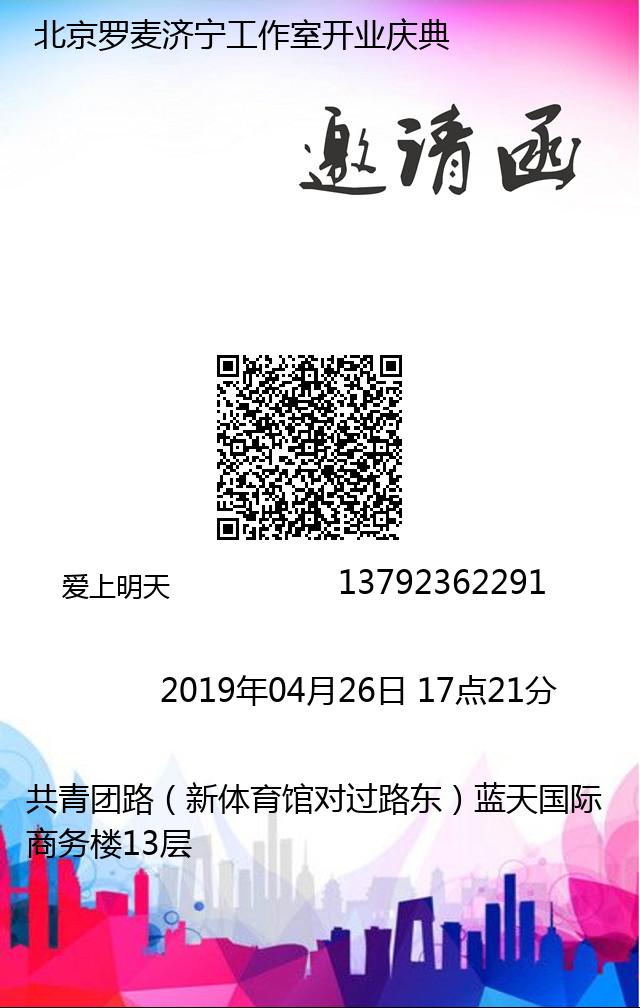 北京罗麦济宁工作室开业庆典
邀请函
爱上明天
13792362291
2019年04月26日 17点21分
共青团路（新体育馆对过路东）蓝天国际
商务楼13层